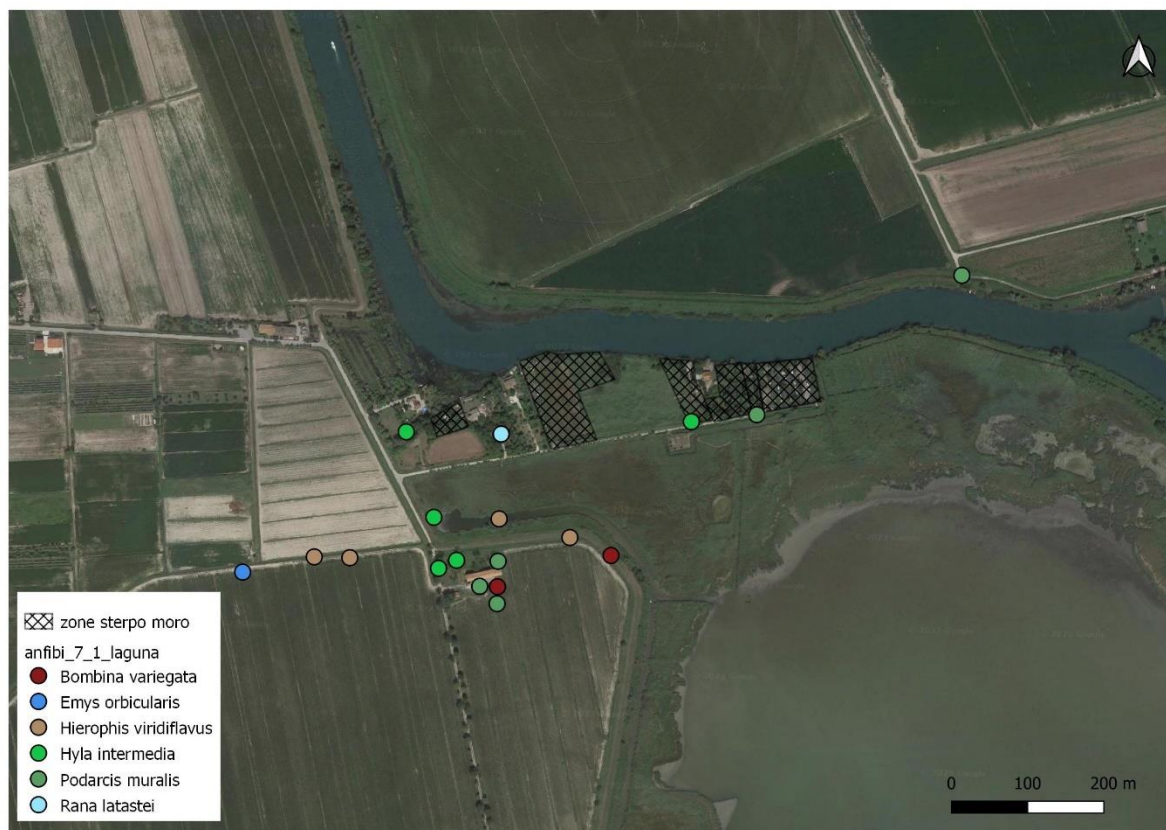 zone sterpo moro
anfibi_7_1_laguna
Bombina variegata
Emys orbicularis
Hierophis viridiflavus
Hyla intermedia
Podarcis muralis
Rana latastei
0 100 200 m